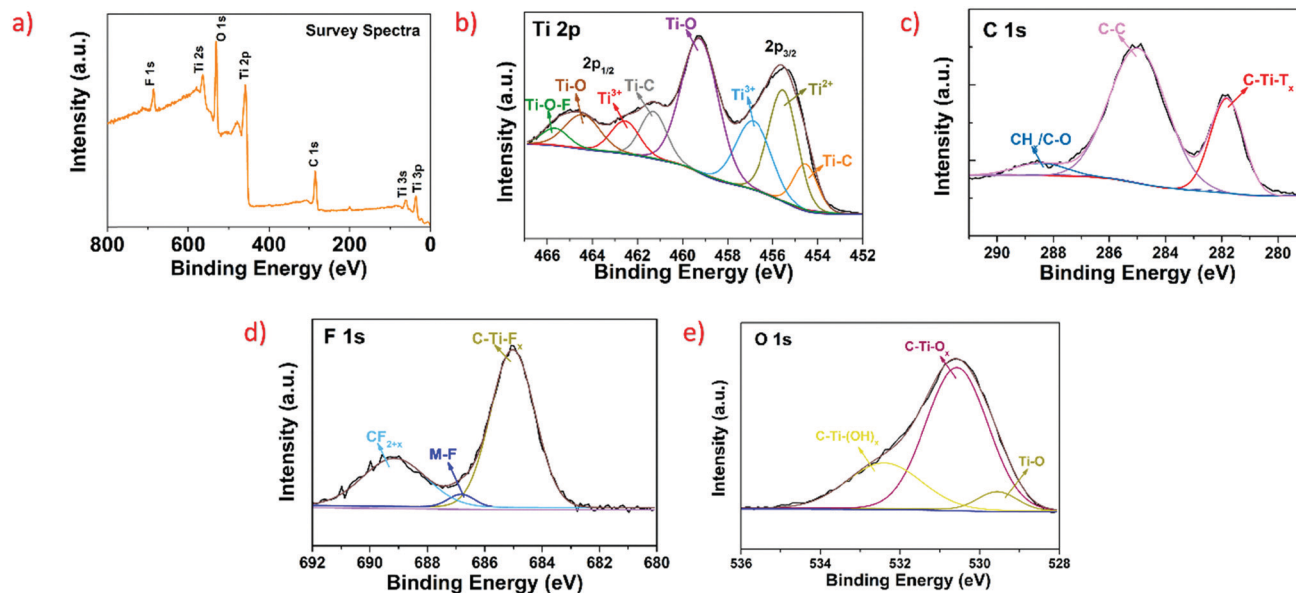 a)
Survey Spectra
Intensity (a.u.)
F 1s
Ti 2s
O 1s
Ti 2p
C 1s
Ti 3s
Ti 3p
800 600 400 200 0
Binding Energy (eV)
b)
Ti 2p
2p1/2
2p3/2
Intensity (a.u.)
Ti-O-F
Ti-O
Ti3+
Ti-C
Ti-O
Ti3+
Ti2+
Ti-C
466 464 462 460 458 456 454 452
Binding Energy (eV)
c)
C 1s
Intensity (a.u.)
C-C
C-Ti-Tx
CHx/C-O
290 288 286 284 282 280
Binding Energy (eV)
d)
F 1s
Intensity (a.u.)
C-Ti-Fx
CF2+x
M-F
692 690 688 686 684 682 680
Binding Energy (eV)
e)
O 1s
Intensity (a.u.)
C-Ti-Ox
C-Ti-(OH)x
Ti-O
536 534 532 530 528
Binding Energy (eV)